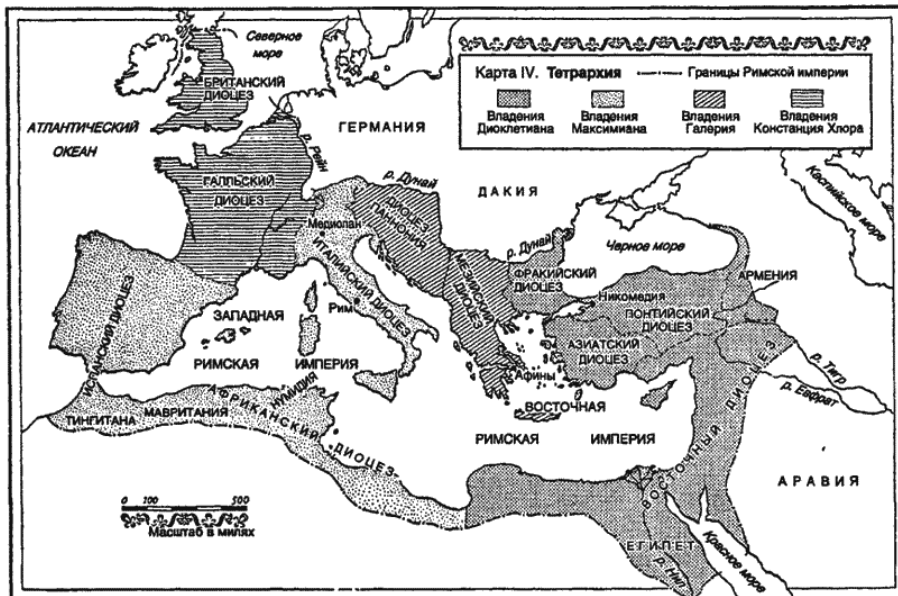 Северное
море
Карта IV. Тетрархия
Границы Римской империи
Владения
Диоклетиана
Владения
Максимиана
Владения
Галерия
Владения
Констанция Хлора
БРИТАНСКИЙ
ДИОЦЕЗ
АТЛАНТИЧЕСКИЙ
ОКЕАН
ГЕРМАНИЯ
р. Рейн
ГАЛЛЬСКИЙ
ДИОЦЕЗ
р. Дунай
ДАКИЯ
Каспийское море
ДИОЦЕЗ
ПАННОНИЯ
Медиолан
Черное море
р. Дунай
ФРАКИЙСКИЙ
ДИОЦЕЗ
МЕЗИЙСКИЙ
ДИОЦЕЗ
ИТАЛИЙСКИЙ ДИОЦЕЗ
АРМЕНИЯ
Никомедия
ПОНТИЙСКИЙ
ДИОЦЕЗ
ИСПАНСКИЙ ДИОЦЕЗ
ЗАПАДНАЯ
Рим
АЗИАТСКИЙ
ДИОЦЕЗ
РИМСКАЯ
ИМПЕРИЯ
Афины
р. Тигр
р. Евфрат
НУМИДИЯ
МАВРИТАНИЯ
ТИНГИТАНА
АФРИКАНСКИЙ ДИОЦЕЗ
ВОСТОЧНАЯ
РИМСКАЯ
ИМПЕРИЯ
ВОСТОЧНЫЙ ДИОЦЕЗ
АРАВИЯ
0 100 500
Масштаб в милях
ЕГИПЕТ
р. Нил
Красное море